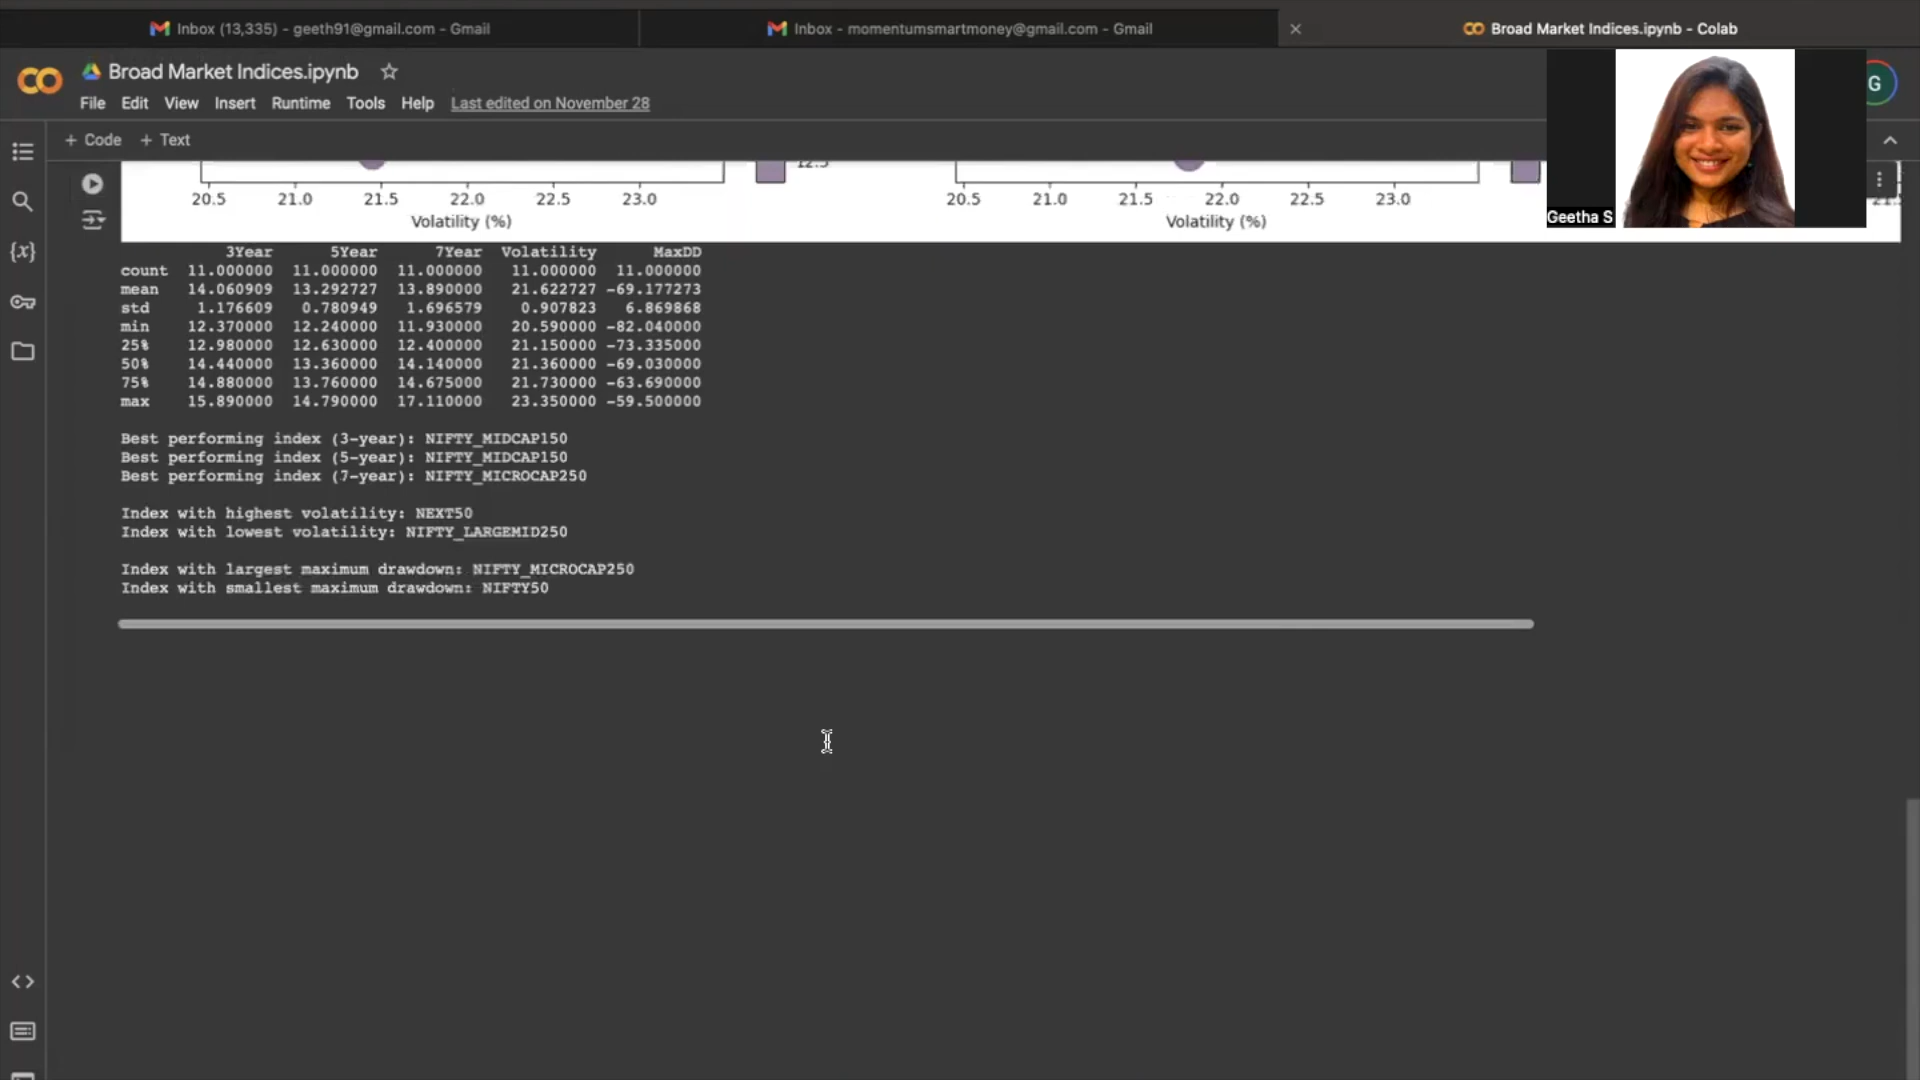 Inbox (13,335) - geeth91@gmail.com - Gmail
Inbox - momentumsmartmoney@gmail.com - Gmail
Broad Market Indices.ipynb - Colab
Broad Market Indices.ipynb
File Edit View Insert Runtime Tools Help Last edited on November 28
G
+ Code + Text
Geetha S
12.5
20.5 21.0 21.5 22.0 22.5 23.0
20.5 21.0 21.5 22.0 22.5 23.0
Volatility (%)
Volatility (%)
3Year 5Year 7Year Volatility MaxDD
count 11.000000 11.000000 11.000000 11.000000 11.000000
mean 14.060909 13.292727 13.890000 21.622727 -69.177273
std 1.176609 0.780949 1.696579 0.907823 6.869868
min 12.370000 12.240000 11.930000 20.590000 -82.040000
25% 12.980000 12.630000 12.400000 21.150000 -73.335000
50% 14.440000 13.360000 14.140000 21.360000 -69.030000
75% 14.880000 13.760000 14.675000 21.730000 -63.690000
max 15.890000 14.790000 17.110000 23.350000 -59.500000
Best performing index (3-year): NIFTY_MIDCAP150
Best performing index (5-year): NIFTY_MIDCAP150
Best performing index (7-year): NIFTY_MICROCAP250
Index with highest volatility: NEXT50
Index with lowest volatility: NIFTY_LARGEMID250
Index with largest maximum drawdown: NIFTY_MICROCAP250
Index with smallest maximum drawdown: NIFTY50